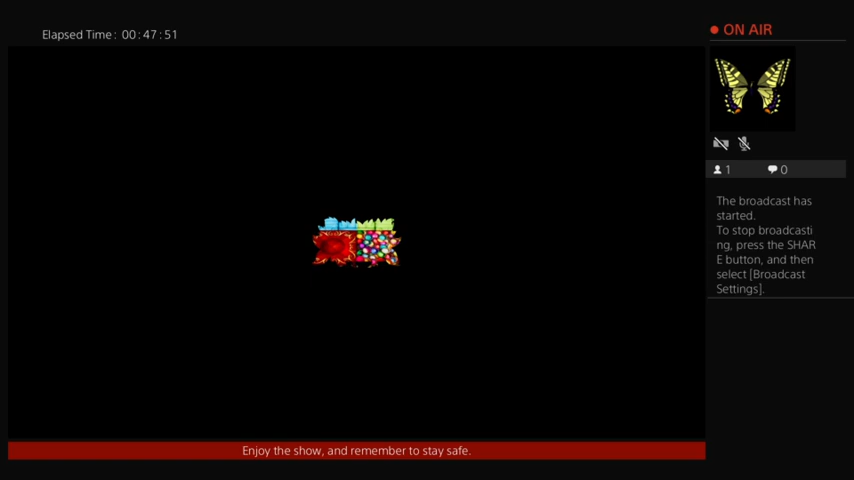 Elapsed Time: 00:47:51
ON AIR
1 0
The broadcast has
started.
To stop broadcasti
ng, press the SHAR
E button, and then
select [Broadcast
Settings].
Enjoy the show, and remember to stay safe.